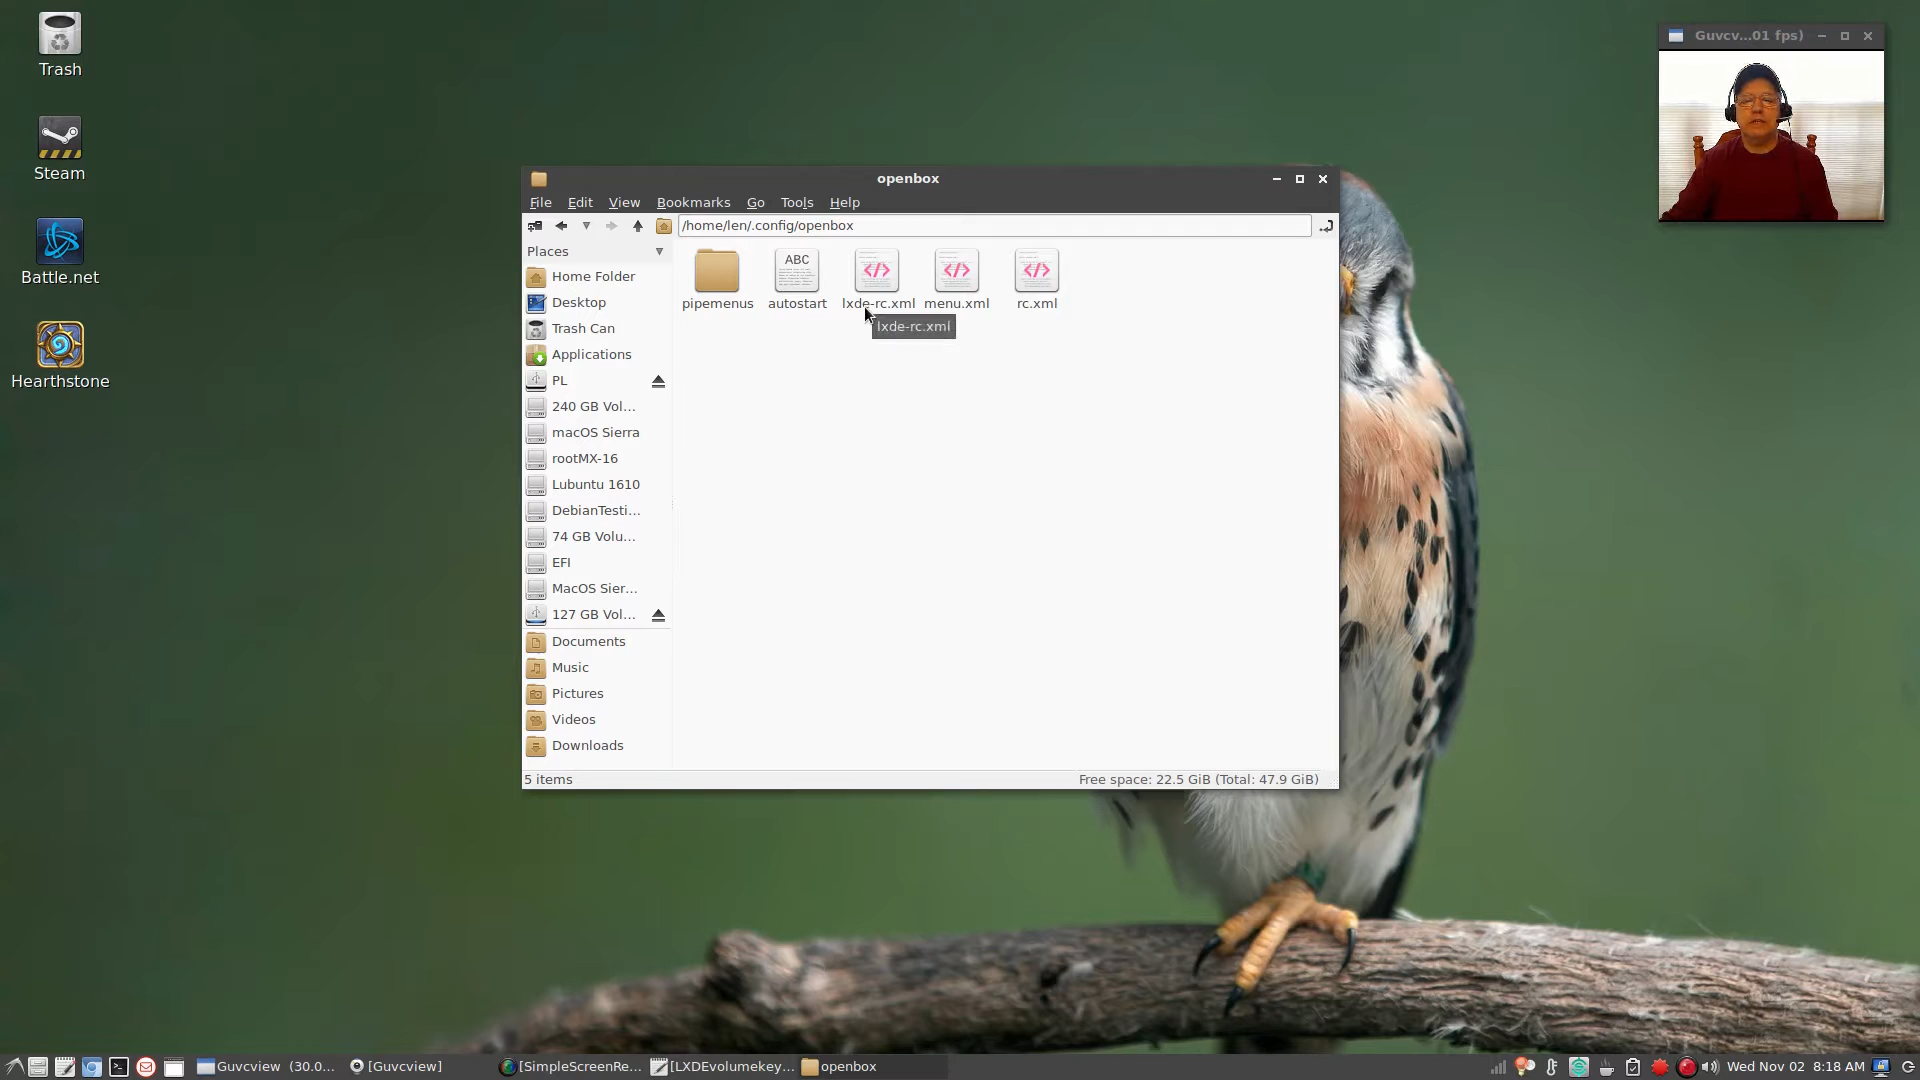 Trash
Steam
Battle.net
Hearthstone
Guvcv...01 fps)
openbox
File Edit View Bookmarks Go Tools Help
/home/len/.config/openbox
Places
Home Folder
Desktop
Trash Can
Applications
PL
240 GB Vol...
macOS Sierra
rootMX-16
Lubuntu 1610
DebianTesti...
74 GB Volu...
EFI
MacOS Sier...
127 GB Vol...
Documents
Music
Pictures
Videos
Downloads
ABC
pipemenus autostart lxde-rc.xml menu.xml rc.xml
lxde-rc.xml
5 items
Free space: 22.5 GiB (Total: 47.9 GiB)
Guvcview (30.0...
[Guvcview]
[SimpleScreenRe...
[LXDEvolumekey...
openbox
Wed Nov 02 8:18 AM